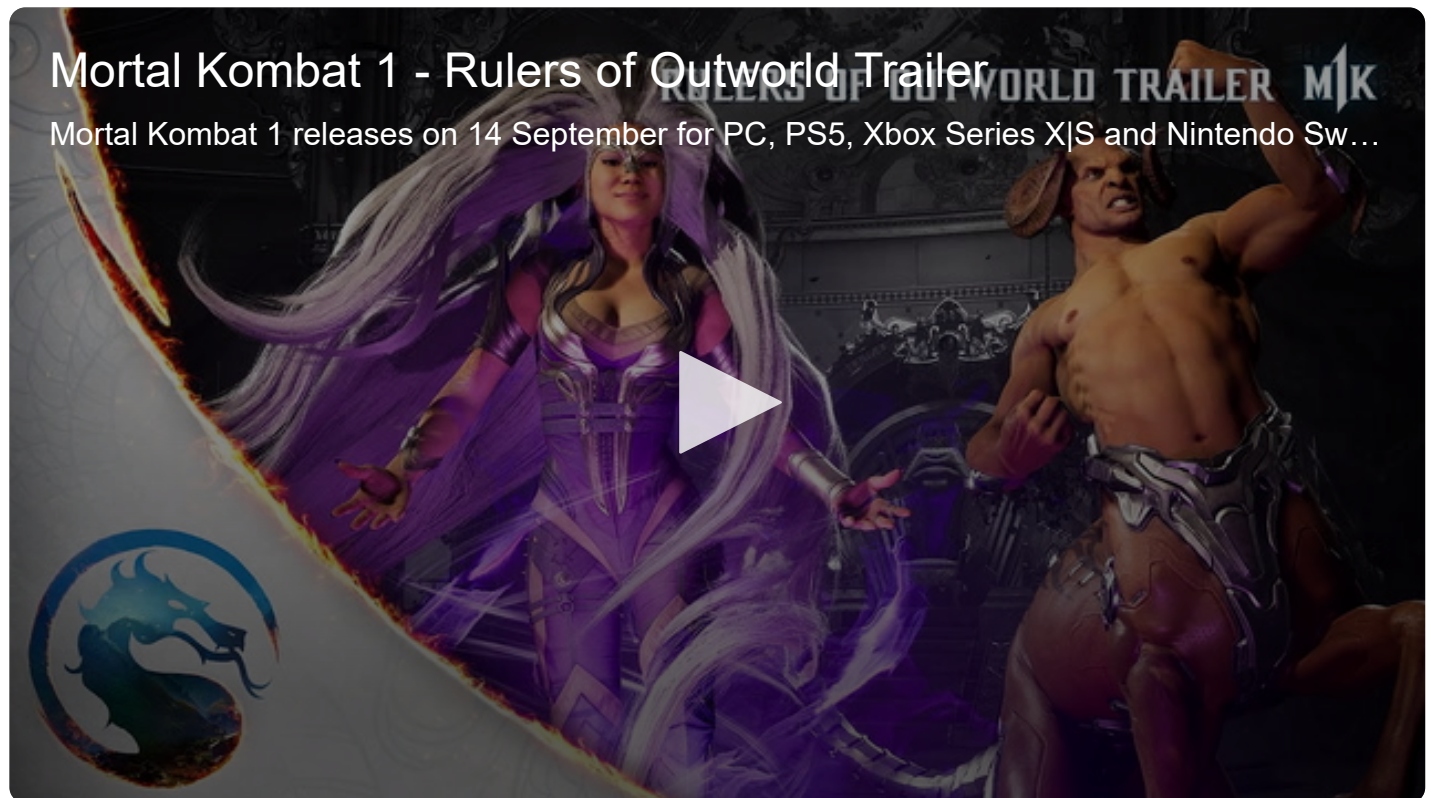 Mortal Kombat 1 - Rulers of Outworld Trailer
RULERS OF OUTWORLD TRAILER MK1
Mortal Kombat 1 releases on 14 September for PC, PS5, Xbox Series X|S and Nintendo Sw…